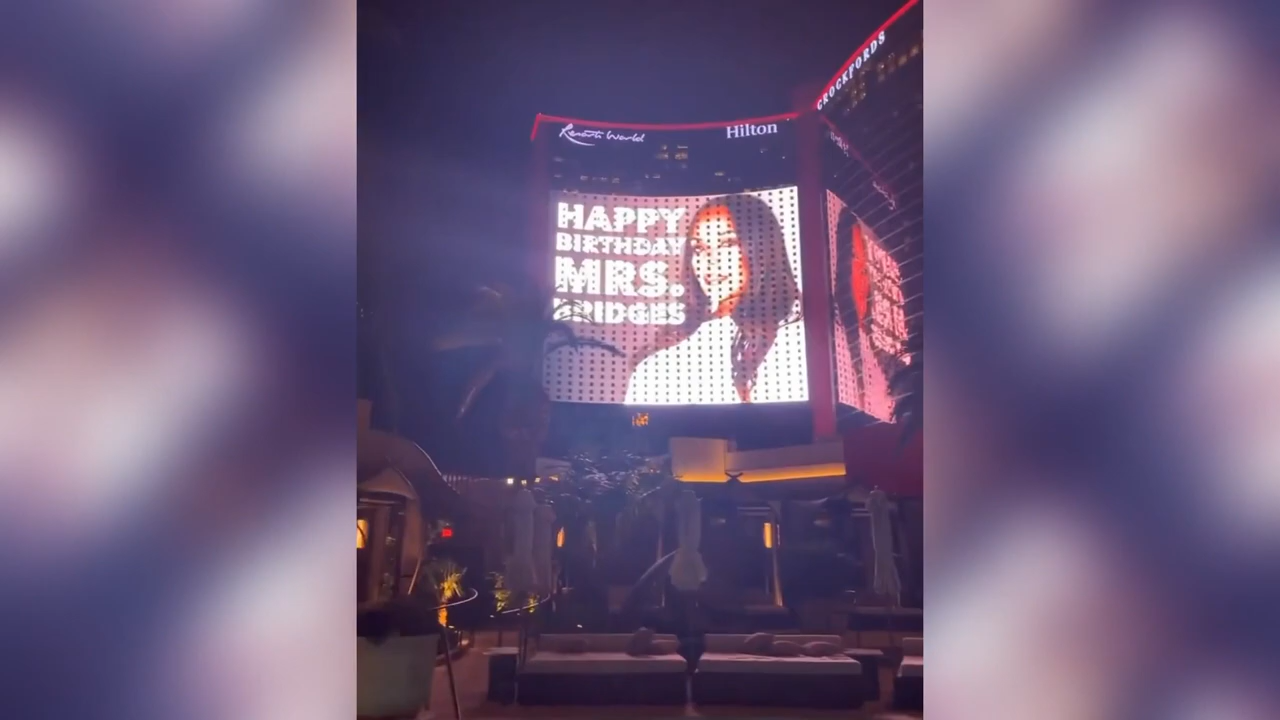 Resorts World
Hilton
CROCKFORDS
HAPPY
BIRTHDAY
MRS.
BRIDGES